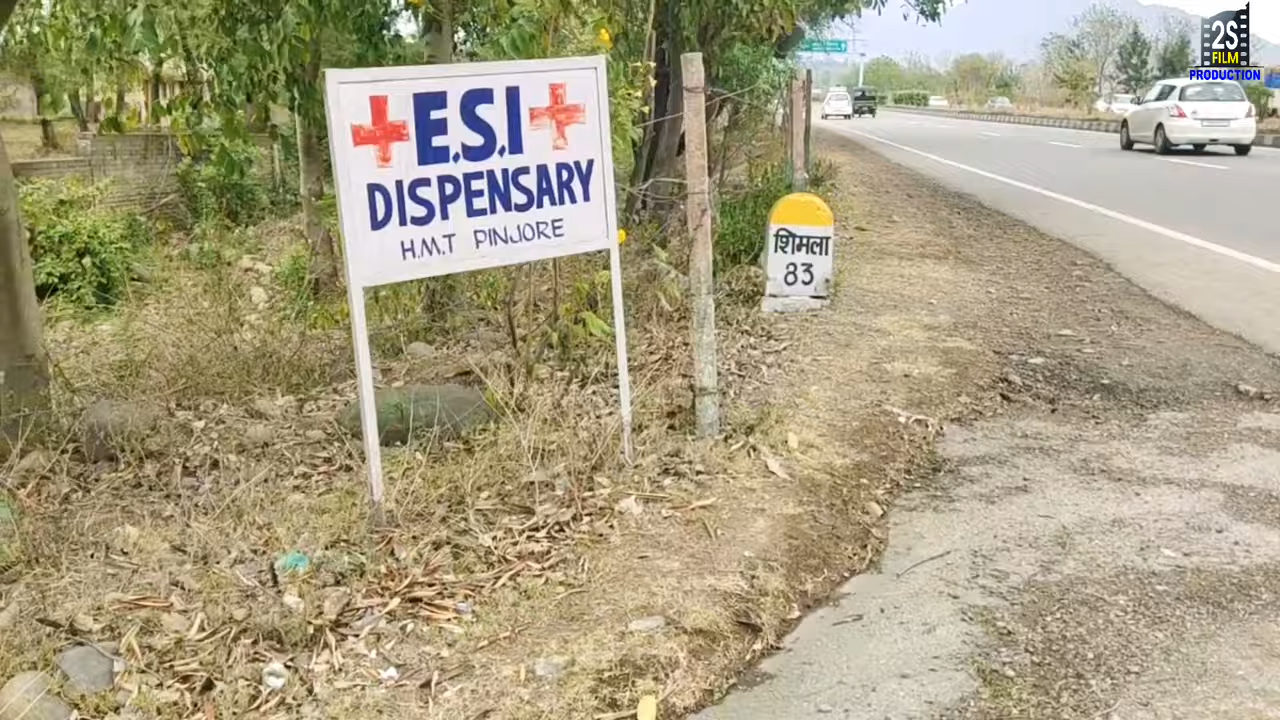 E.S.I
DISPENSARY
H.M.T PINJORE
शिमला
83
2S
FILM
PRODUCTION